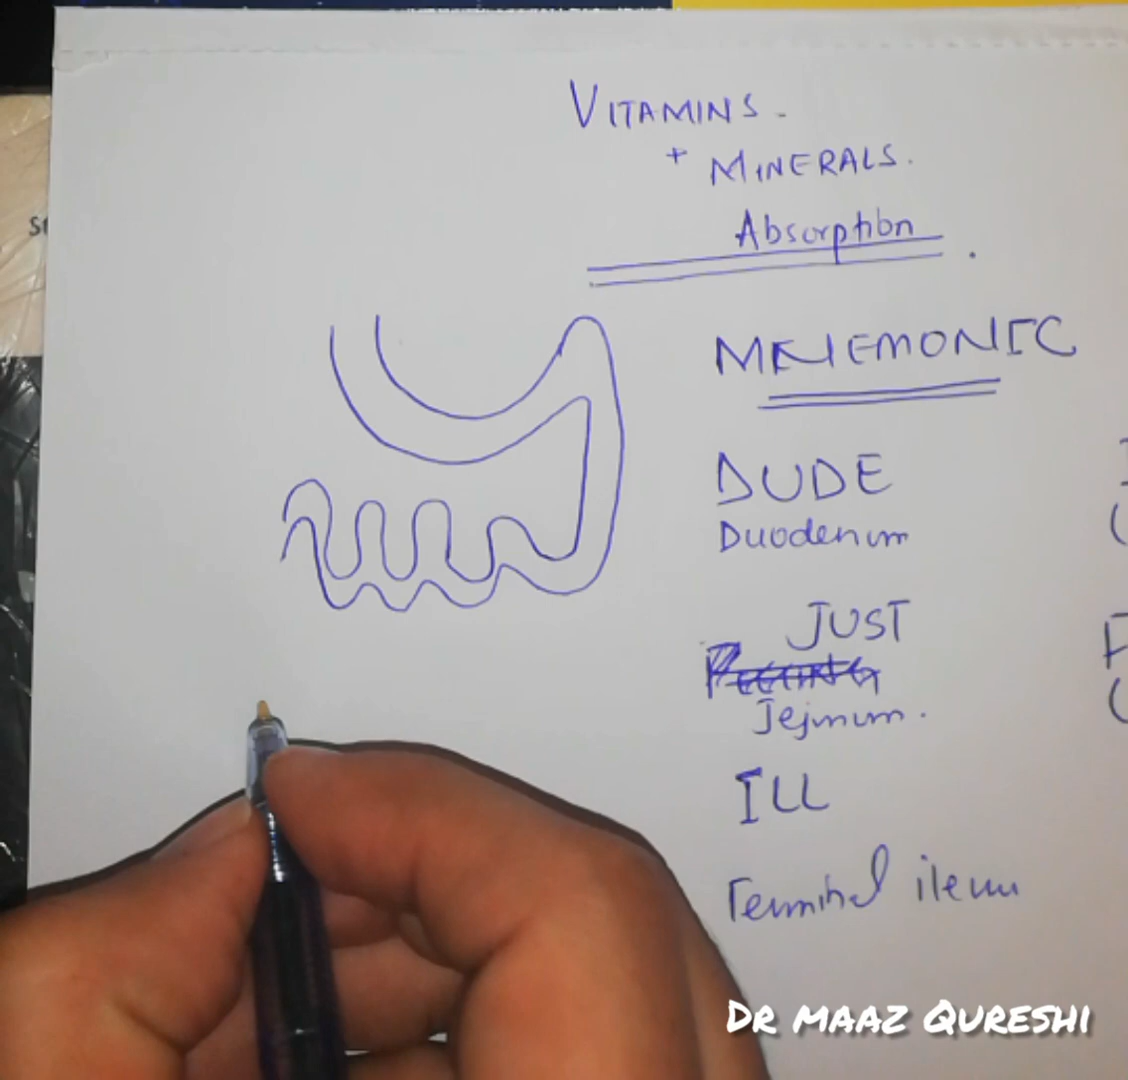 VITAMINS -
+ MINERALS.
Absorption
MNEMONIC
DUDE
Duodenum
JUST
Jejunum.
ILL
Terminal ileum
DR MAAZ QURESHI